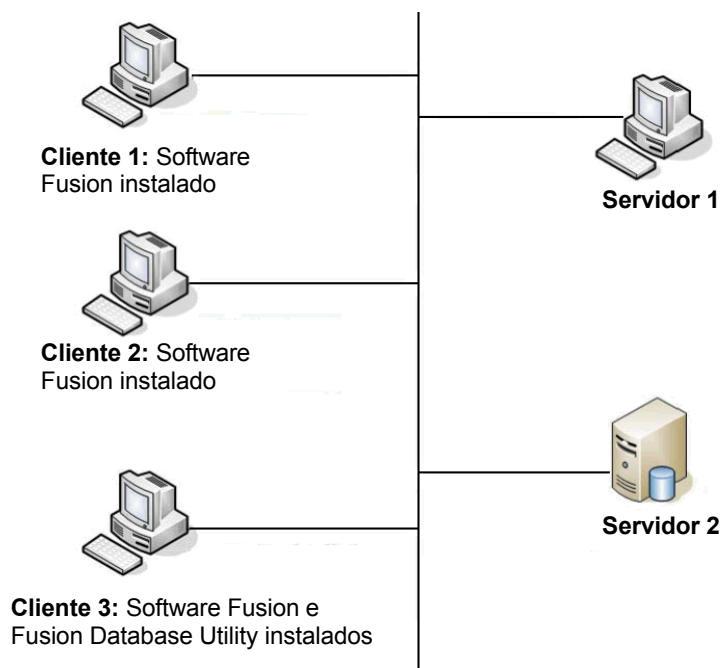 Cliente 1: Software
Fusion instalado
Servidor 1
Cliente 2: Software
Fusion instalado
Servidor 2
Cliente 3: Software Fusion e
Fusion Database Utility instalados